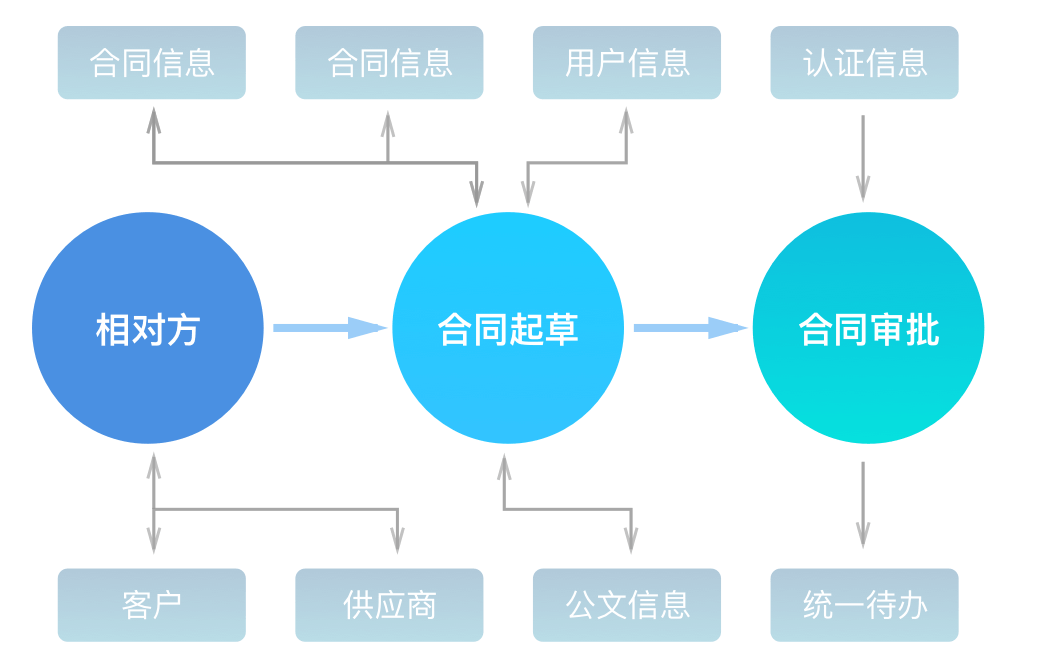 合同信息
合同信息
用户信息
认证信息
相对方
合同起草
合同审批
客户
供应商
公文信息
统一待办